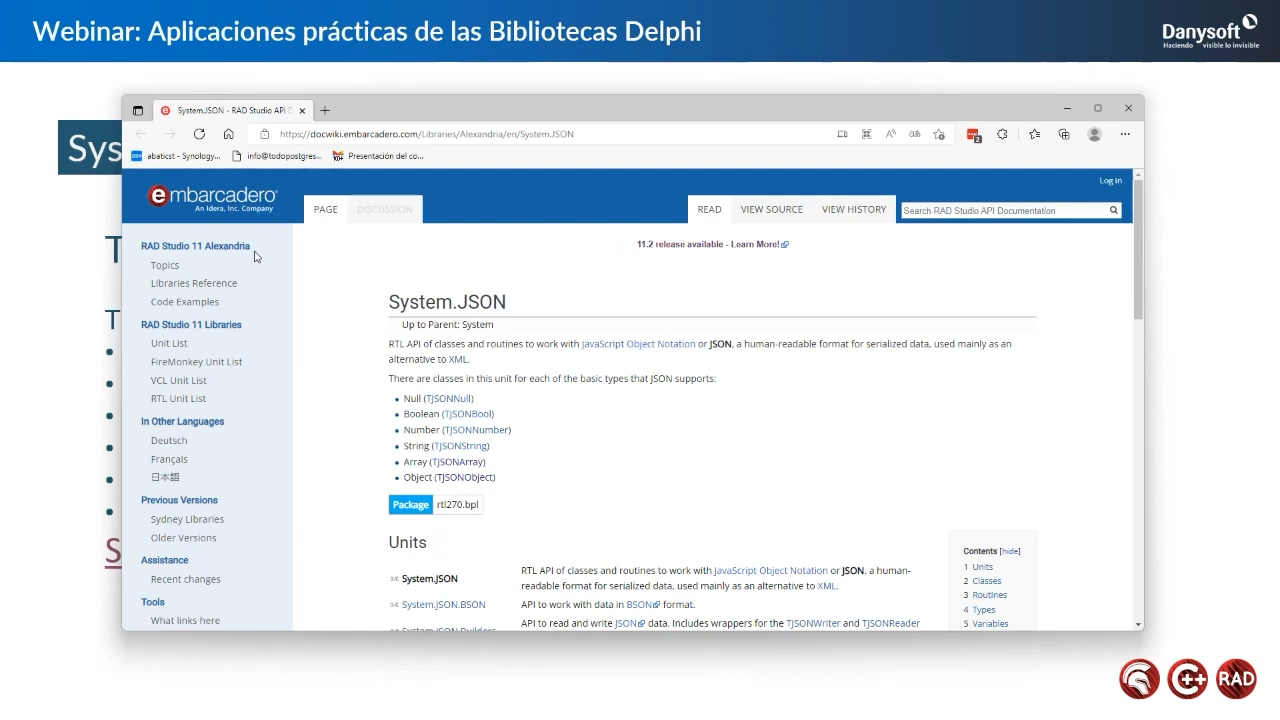 Webinar: Aplicaciones prácticas de las Bibliotecas Delphi
Danysoft
Haciendo visible lo invisible
Sys
System.JSON - RAD Studio API D
https://docwiki.embarcadero.com/Libraries/Alexandria/en/System.JSON
abaticst - Synology...
info@todopostgres...
Presentación del co...
embarcadero
An Idera, Inc. Company
PAGE
DISCUSSION
READ
VIEW SOURCE
VIEW HISTORY
Log in
Search RAD Studio API Documentation
RAD Studio 11 Alexandria
Topics
Libraries Reference
Code Examples
RAD Studio 11 Libraries
Unit List
FireMonkey Unit List
VCL Unit List
RTL Unit List
In Other Languages
Deutsch
Français
日本語
Previous Versions
Sydney Libraries
Older Versions
Assistance
Recent changes
Tools
What links here
11.2 release available - Learn More!
System.JSON
Up to Parent: System
RTL API of classes and routines to work with JavaScript Object Notation or JSON, a human-readable format for serialized data, used mainly as an
alternative to XML.
There are classes in this unit for each of the basic types that JSON supports:
• Null (TJSONNull)
• Boolean (TJSONBool)
• Number (TJSONNumber)
• String (TJSONString)
• Array (TJSONArray)
• Object (TJSONObject)
Package rtl270.bpl
Units
System.JSON
RTL API of classes and routines to work with JavaScript Object Notation or JSON, a human-
readable format for serialized data, used mainly as an alternative to XML.
System.JSON.BSON
API to work with data in BSON format.
System.JSON.Builders
API to read and write JSON data. Includes wrappers for the TJSONWriter and TJSONReader
Contents [hide]
1 Units
2 Classes
3 Routines
4 Types
5 Variables
T
T
S
C++
RAD